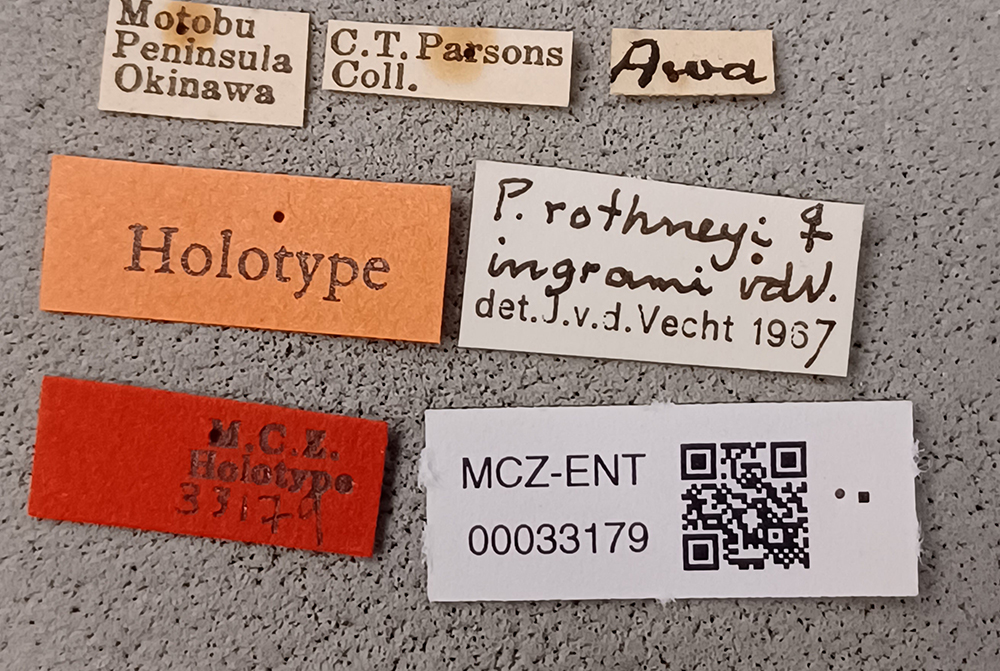 Motobu
Peninsula
Okinawa
C.T. Parsons
Coll.
Awa
Holotype
P. rothneyi ♀
ingrami vdV.
det. J.v.d.Vecht 1967
M.C.Z.
Holotype
33179
MCZ-ENT
00033179